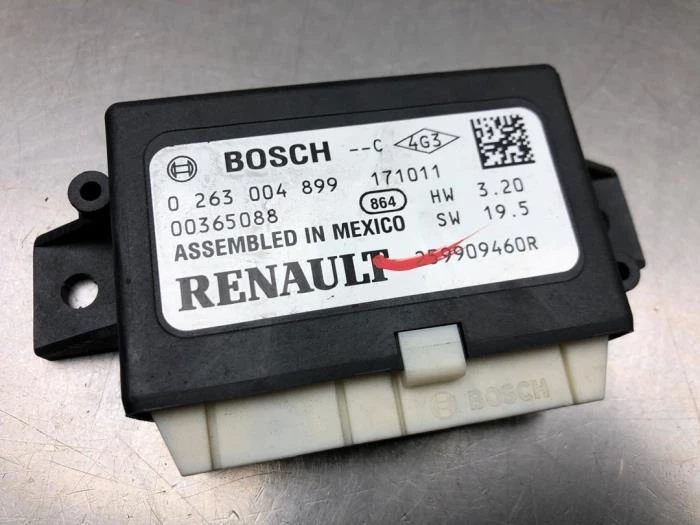 BOSCH --C 4G3
0 263 004 899 171011
00365088 864 HW 3.20
ASSEMBLED IN MEXICO SW 19.5
RENAULT 259909460R
BOSCH